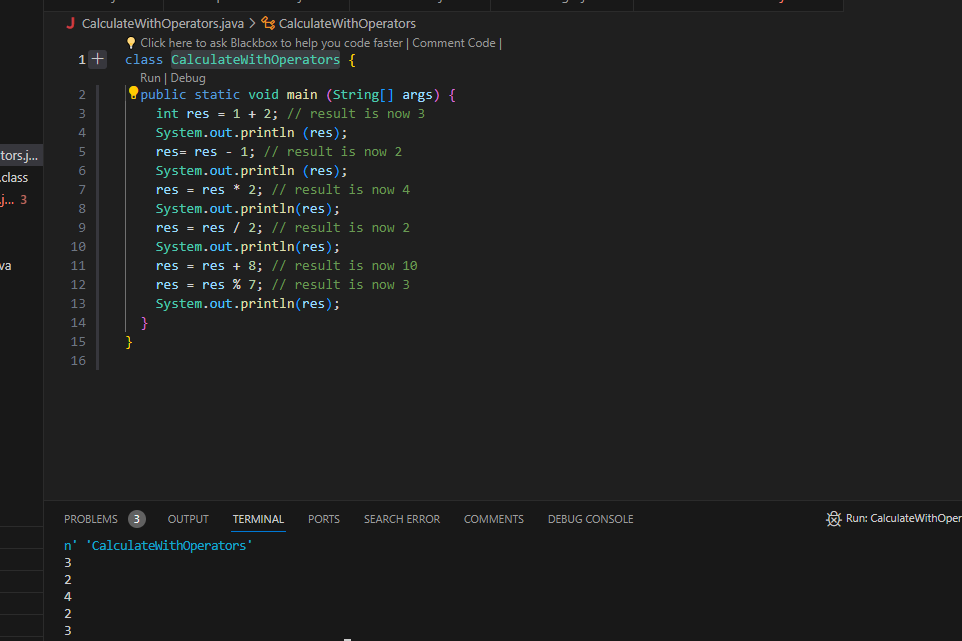 CalculateWithOperators.java > CalculateWithOperators
Click here to ask Blackbox to help you code faster | Comment Code |
1 + class CalculateWithOperators {
Run | Debug
2 public static void main (String[] args) {
3 int res = 1 + 2; // result is now 3
4 System.out.println (res);
5 res= res - 1; // result is now 2
6 System.out.println (res);
7 res = res * 2; // result is now 4
8 System.out.println(res);
9 res = res / 2; // result is now 2
10 System.out.println(res);
11 res = res + 8; // result is now 10
12 res = res % 7; // result is now 3
13 System.out.println(res);
14 }
15 }
16
tors.j...
.class
.j... 3
va
PROBLEMS 3 OUTPUT TERMINAL PORTS SEARCH ERROR COMMENTS DEBUG CONSOLE Run: CalculateWithOper
n' 'CalculateWithOperators'
3
2
4
2
3